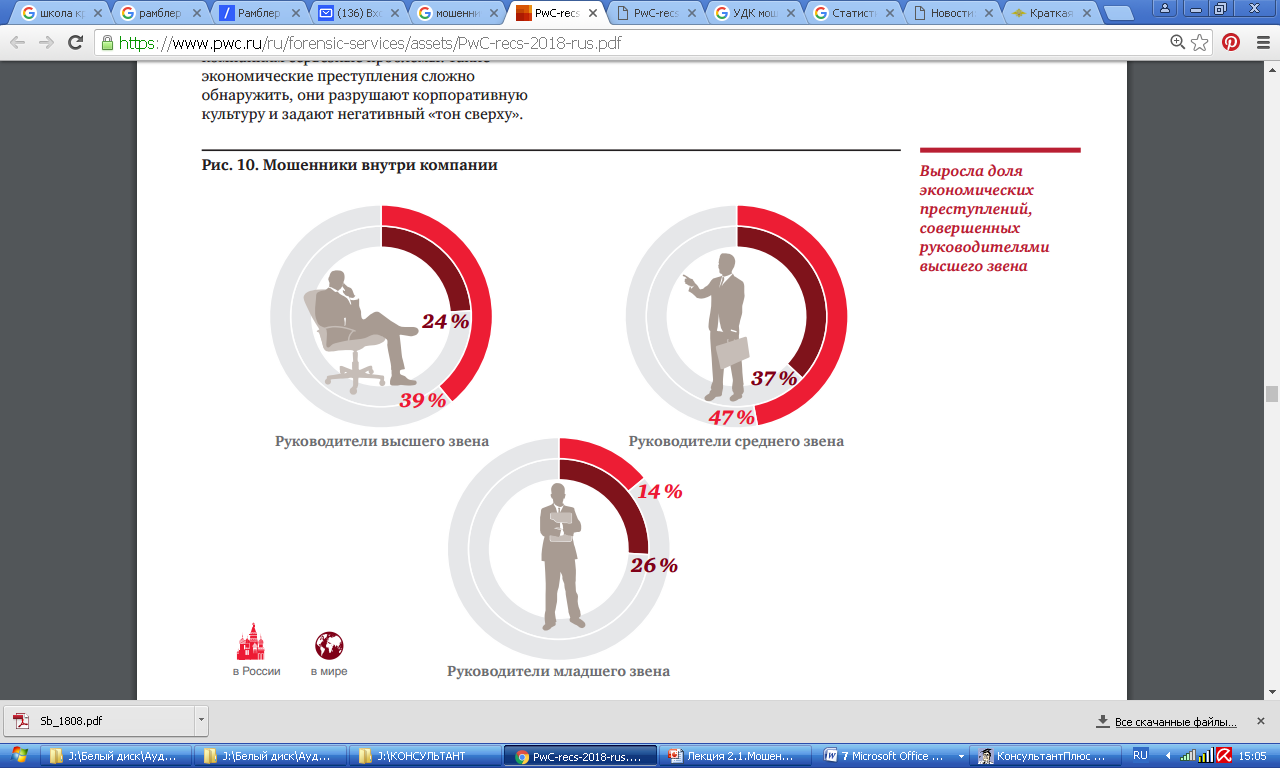 школа кр
рамблер
Рамблер
(136) Вхо
мошенни
PwC-recs
PwC-recs
УДК мош
Статисти
Новости
Краткая
https://www.pwc.ru/ru/forensic-services/assets/PwC-recs-2018-rus.pdf
экономические преступления сложно
обнаружить, они разрушают корпоративную
культуру и задают негативный «тон сверху».
Рис. 10. Мошенники внутри компании
Выросла доля
экономических
преступлений,
совершенных
руководителями
высшего звена
24 %
39 %
Руководители высшего звена
37 %
47 %
Руководители среднего звена
14 %
26 %
Руководители младшего звена
в России
в мире
Sb_1808.pdf
Все скачанные файлы...
J:\Белый диск\Ауд...
J:\Белый диск\Ауд...
J:\КОНСУЛЬТАНТ
PwC-recs-2018-rus....
Лекция 2.1.Мошен...
7 Microsoft Office ...
КонсультантПлюс ...
RU
15:05